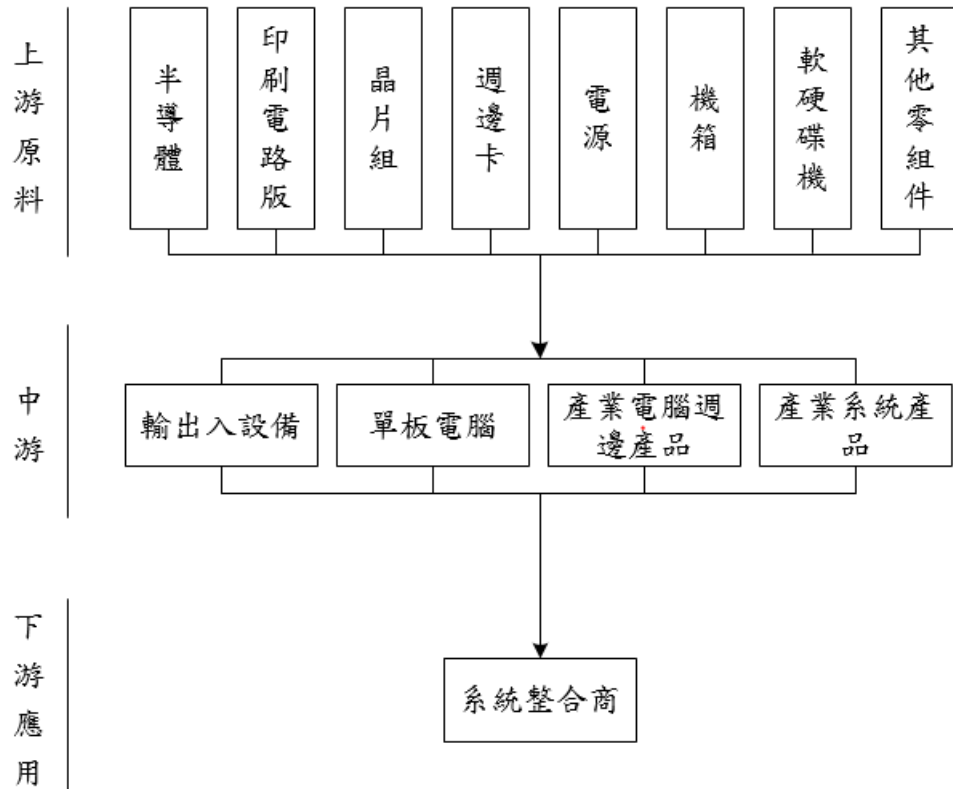 上游原料
半導體
印刷電路版
晶片組
週邊卡
電源
機箱
軟硬碟機
其他零組件
中游
輸出入設備
單板電腦
產業電腦週
邊產品
產業系統產
品
下游應用
系統整合商